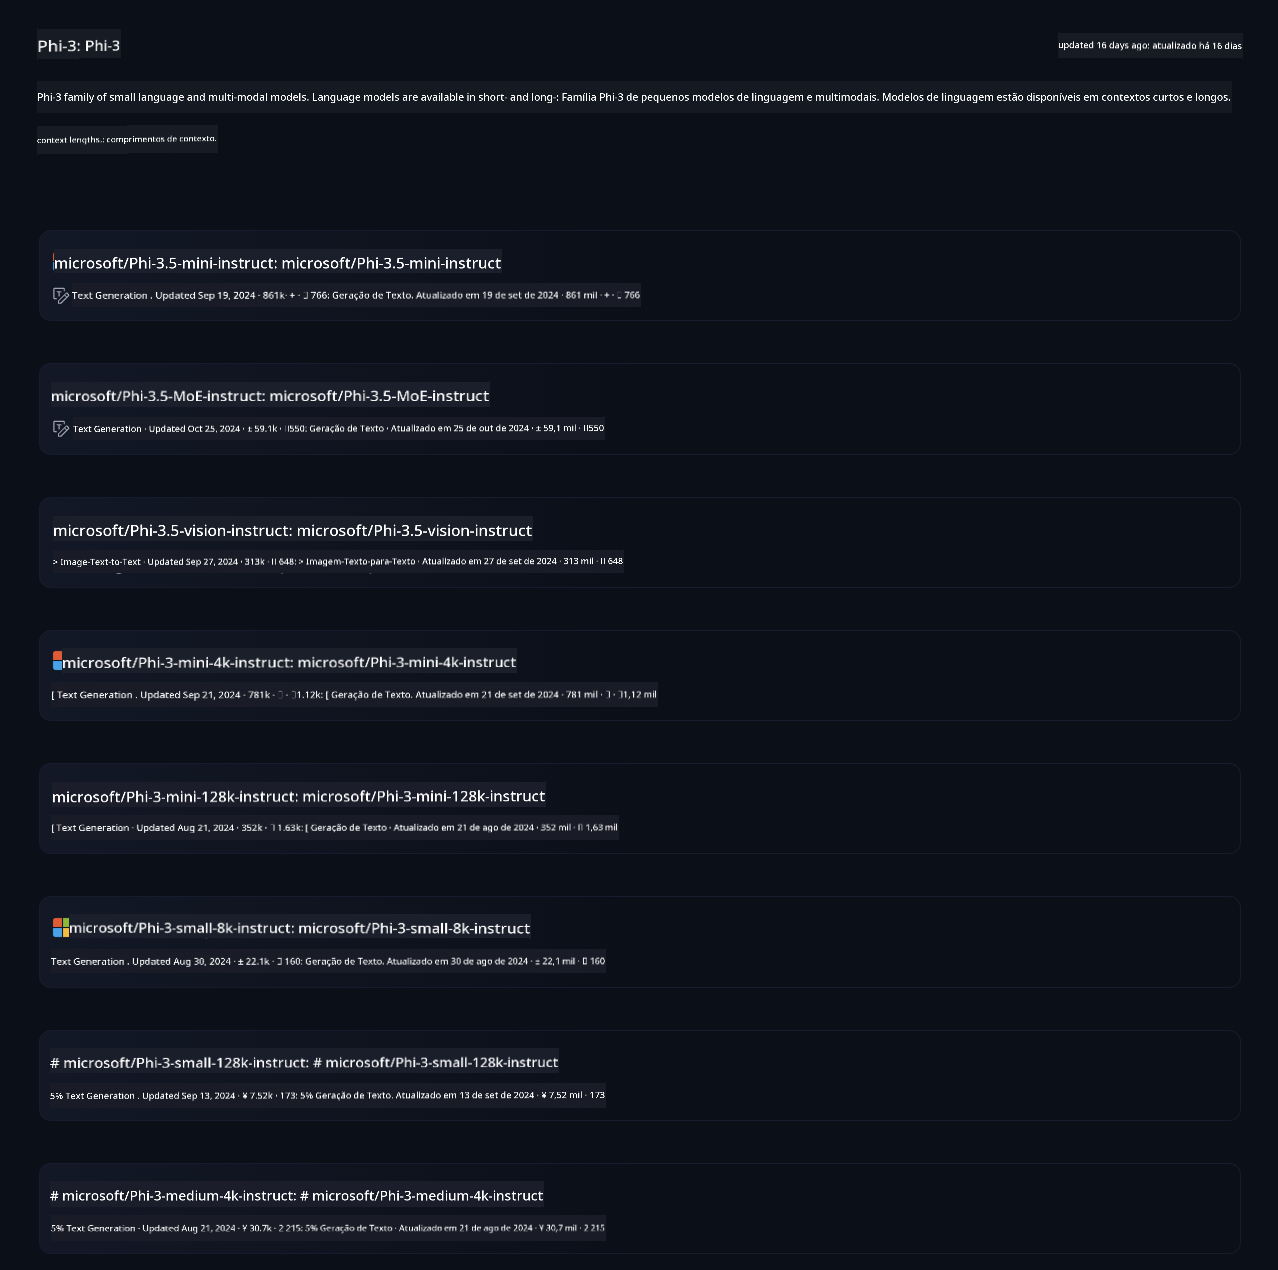 Phi-3: Phi-3
updated 16 days ago: atualizado há 16 dias
Phi-3 family of small language and multi-modal models. Language models are available in short- and long-: Família Phi-3 de pequenos modelos de linguagem e multimodais. Modelos de linguagem estão disponíveis em contextos curtos e longos.
context lengths.: comprimentos de contexto.
microsoft/Phi-3.5-mini-instruct: microsoft/Phi-3.5-mini-instruct
Text Generation . Updated Sep 19, 2024 · 861k· + · 766: Geração de Texto. Atualizado em 19 de set de 2024 · 861 mil · + · 766
microsoft/Phi-3.5-MoE-instruct: microsoft/Phi-3.5-MoE-instruct
Text Generation · Updated Oct 25, 2024 · ± 59.1k · 550: Geração de Texto · Atualizado em 25 de out de 2024 · ± 59,1 mil · 550
microsoft/Phi-3.5-vision-instruct: microsoft/Phi-3.5-vision-instruct
> Image-Text-to-Text · Updated Sep 27, 2024 · 313k · II 648: > Imagem-Texto-para-Texto · Atualizado em 27 de set de 2024 · 313 mil · II 648
microsoft/Phi-3-mini-4k-instruct: microsoft/Phi-3-mini-4k-instruct
[ Text Generation . Updated Sep 21, 2024 · 781k · · 1.12k: [ Geração de Texto. Atualizado em 21 de set de 2024 · 781 mil · · 1,12 mil
microsoft/Phi-3-mini-128k-instruct: microsoft/Phi-3-mini-128k-instruct
[ Text Generation · Updated Aug 21, 2024 · 352k · 1.63k: [ Geração de Texto · Atualizado em 21 de ago de 2024 · 352 mil · 1,63 mil
microsoft/Phi-3-small-8k-instruct: microsoft/Phi-3-small-8k-instruct
Text Generation . Updated Aug 30, 2024 · ± 22.1k · 160: Geração de Texto. Atualizado em 30 de ago de 2024 · ± 22,1 mil · 160
# microsoft/Phi-3-small-128k-instruct: # microsoft/Phi-3-small-128k-instruct
5% Text Generation . Updated Sep 13, 2024 · ¥ 7.52k · 173: 5% Geração de Texto. Atualizado em 13 de set de 2024 · ¥ 7,52 mil · 173
# microsoft/Phi-3-medium-4k-instruct: # microsoft/Phi-3-medium-4k-instruct
5% Text Generation · Updated Aug 21, 2024 · ¥ 30.7k · 2 215: 5% Geração de Texto · Atualizado em 21 de ago de 2024 · ¥ 30,7 mil · 2 215